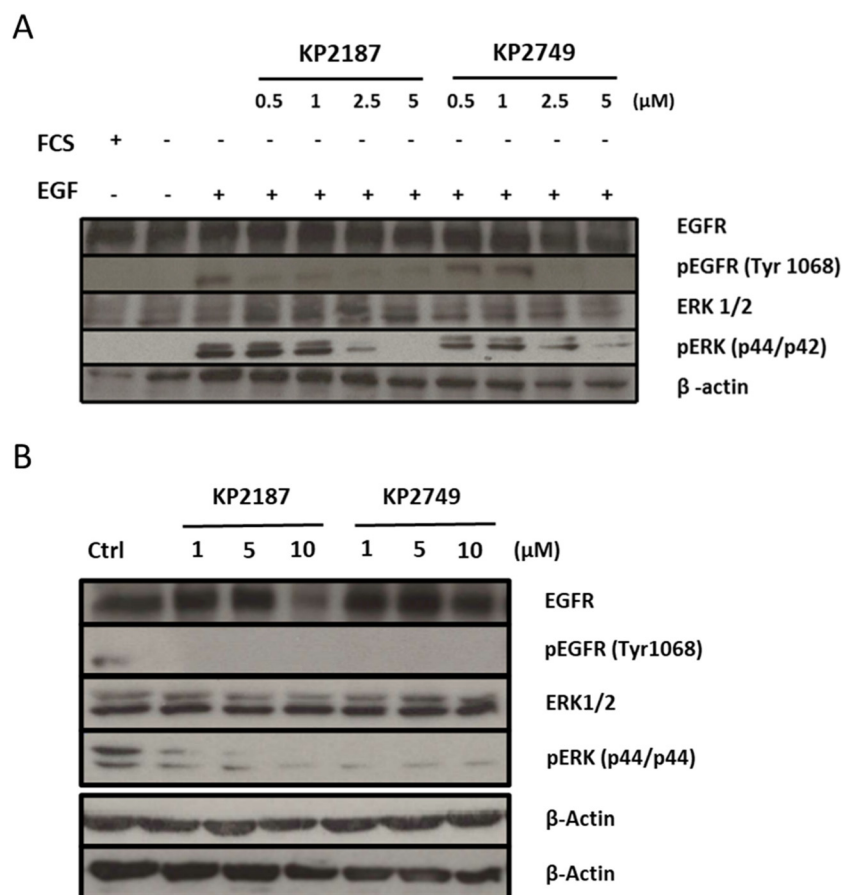 A
KP2187 KP2749
0.5 1 2.5 5 0.5 1 2.5 5 (μM)
FCS + - - - - - - - - - -
EGF - - + + + + + + + + +
EGFR
pEGFR (Tyr 1068)
ERK 1/2
pERK (p44/p42)
β -actin
B
KP2187 KP2749
Ctrl 1 5 10 1 5 10 (μM)
EGFR
pEGFR (Tyr1068)
ERK1/2
pERK (p44/p44)
β-Actin
β-Actin